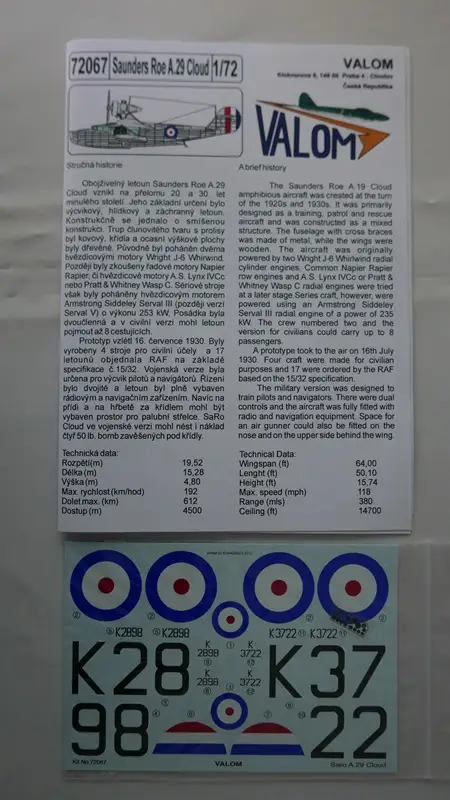 72067 Saunders Roe A.29 Cloud 1/72
VALOM
Česká Republika
VALOM
Stručná historie
Obojživelný letoun Saunders Roe A.29
Cloud vznikl na přelomu 20 a 30 let
minulého století. Jeho základní určení bylo
výcvikový, hlídkový a záchranný letoun.
Konstrukčně se jednalo o smíšenou
konstrukci. Trup člunového tvaru s prolisy
byl kovový, křídla a ocasní výškové plochy
byly dřevěné. Původně byl poháněn dvěma
hvězdicovými motory Wright J-6 Whirwind.
Později byly zkoušeny řadové motory Napier
Rapier, či hvězdicové motory A.S. Lynx IVCc
nebo Pratt & Whitney Wasp C. Sériové stroje
však byly poháněny hvězdicovým motorem
Armstrong Siddeley Serval III (později verzí
Serval V) o výkonu 253 kW. Posádka byla
dvoučlenná a v civilní verzi mohl letoun
pojmout až 8 cestujících.
Prototyp vzlétl 16. července 1930. Byly
vyrobeny 4 stroje pro civilní účely a 17
letounů objednala RAF na základě
specifikace č.15/32. Vojenská verze byla
určena pro výcvik pilotů a navigátorů. Řízení
bylo dvojité a letoun byl plně vybaven
rádiovým a navigačním zařízením. Navíc na
přídi a na hřbetě za křídlem mohl být
vybaven prostor pro palubní střelce. SaRo
Cloud ve vojenské verzi mohl nést i náklad
čtyř 50 lb. bomb zavěšených pod křídly.
Technická data:
Rozpětí(m) 19,52
Délka (m) 15,28
Výška (m) 4,80
Max. rychlost (km/hod) 192
Dolet max. (km) 612
Dostup (m) 4500
A brief history
The Saunders Roe A.19 Cloud
amphibious aircraft was created at the turn
of the 1920s and 1930s. It was primarily
designed as a training, patrol and rescue
aircraft and was constructed as a mixed
structure. The fuselage with cross braces
was made of metal, while the wings were
wooden. The aircraft was originally
powered by two Wright J-6 Whirlwind radial
cylinder engines. Common Napier Rapier
row engines and A.S. Lynx IVCc or Pratt &
Whitney Wasp C radial engines were tried
at a later stage Series craft, however, were
powered using an Armstrong Siddeley
Serval III radial engine of a power of 235
kW. The crew numbered two and the
version for civilians could carry up to 8
passengers.
A prototype took to the air on 16th July
1930. Four craft were made for civilian
purposes and 17 were ordered by the RAF
based on the 15/32 specification.
The military version was designed to
train pilots and navigators. There were dual
controls and the aircraft was fully fitted with
radio and navigation equipment. Space for
an air gunner could also be fitted on the
nose and on the upper side behind the wing.
Technical Data:
Wingspan (ft) 64,00
Lenght (ft) 50,10
Height (ft) 15,74
Max. speed (mph) 118
Range (mls) 380
Ceiling (ft) 14700
K2898 K2898
K3722 K3722
K
2898
K
3722
K
2898
K
3722
K28
98
K37
22
Kit No 72067
VALOM
Saro A.29 Cloud